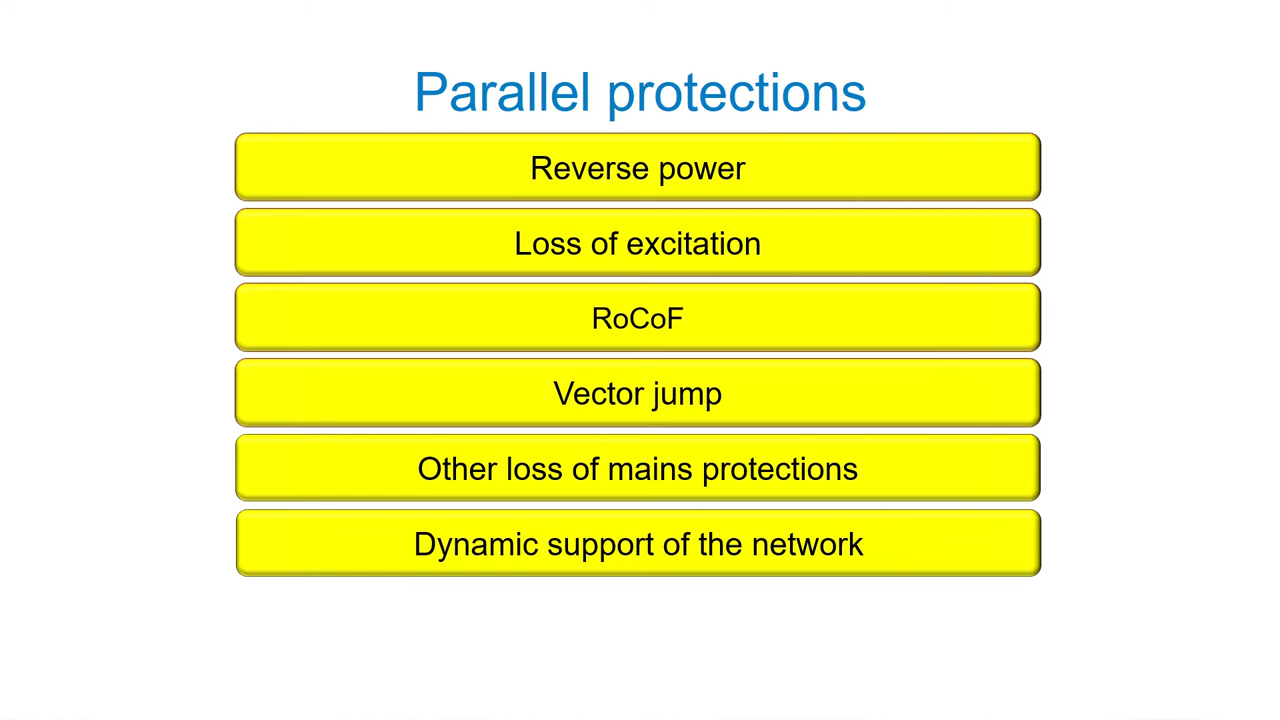 Parallel protections
Reverse power
Loss of excitation
RoCoF
Vector jump
Other loss of mains protections
Dynamic support of the network